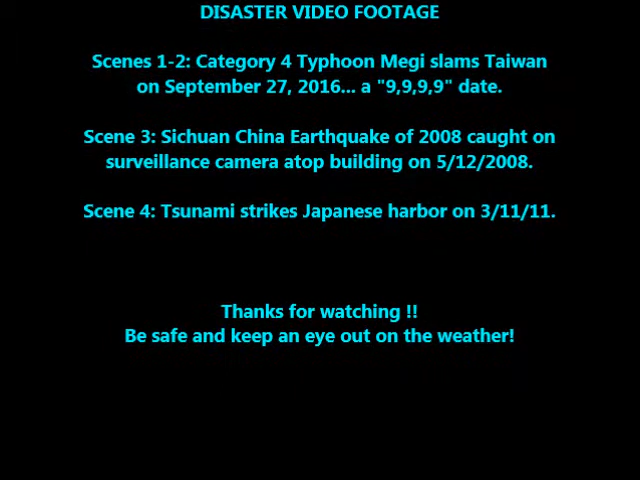 DISASTER VIDEO FOOTAGE
Scenes 1-2: Category 4 Typhoon Megi slams Taiwan
on September 27, 2016... a "9,9,9,9" date.
Scene 3: Sichuan China Earthquake of 2008 caught on
surveillance camera atop building on 5/12/2008.
Scene 4: Tsunami strikes Japanese harbor on 3/11/11.
Thanks for watching !!
Be safe and keep an eye out on the weather!